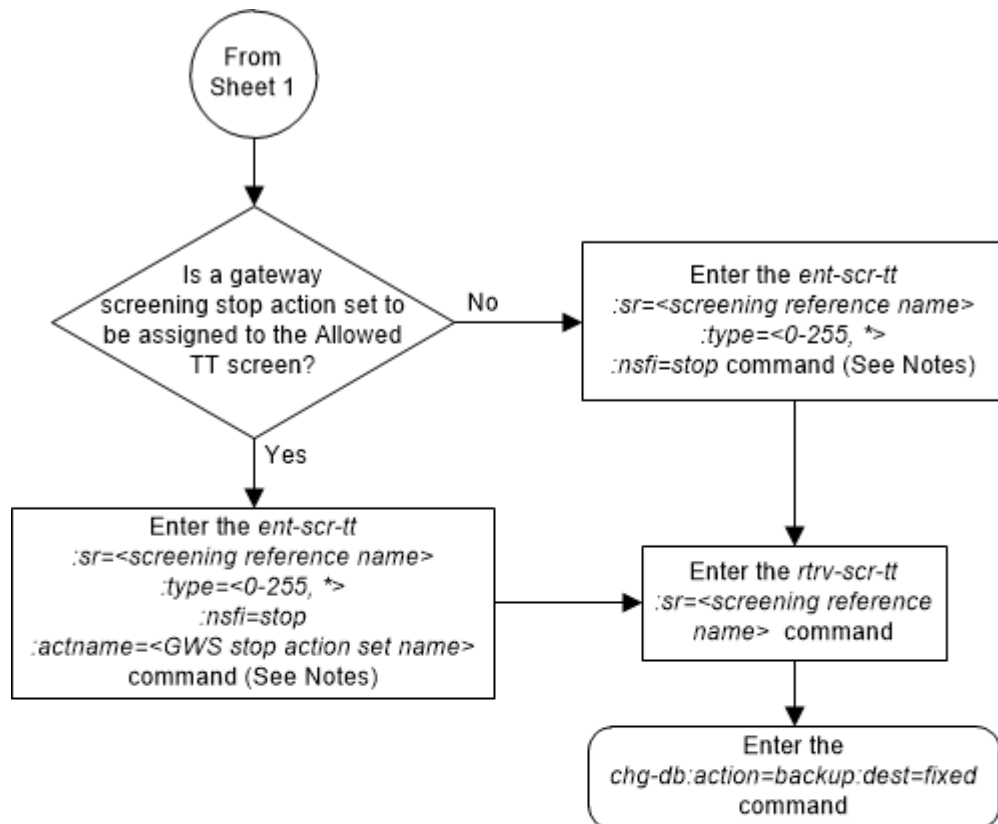 From
Sheet 1
Is a gateway
screening stop action set to
be assigned to the Allowed
TT screen?
No
Enter the ent-scr-tt
:sr=<screening reference name>
:type=<0-255, *>
:nsfi=stop command (See Notes)
Yes
Enter the ent-scr-tt
:sr=<screening reference name>
:type=<0-255, *>
:nsfi=stop
:actname=<GWS stop action set name>
command (See Notes)
Enter the rtrv-scr-tt
:sr=<screening reference
name> command
Enter the
chg-db:action=backup:dest=fixed
command